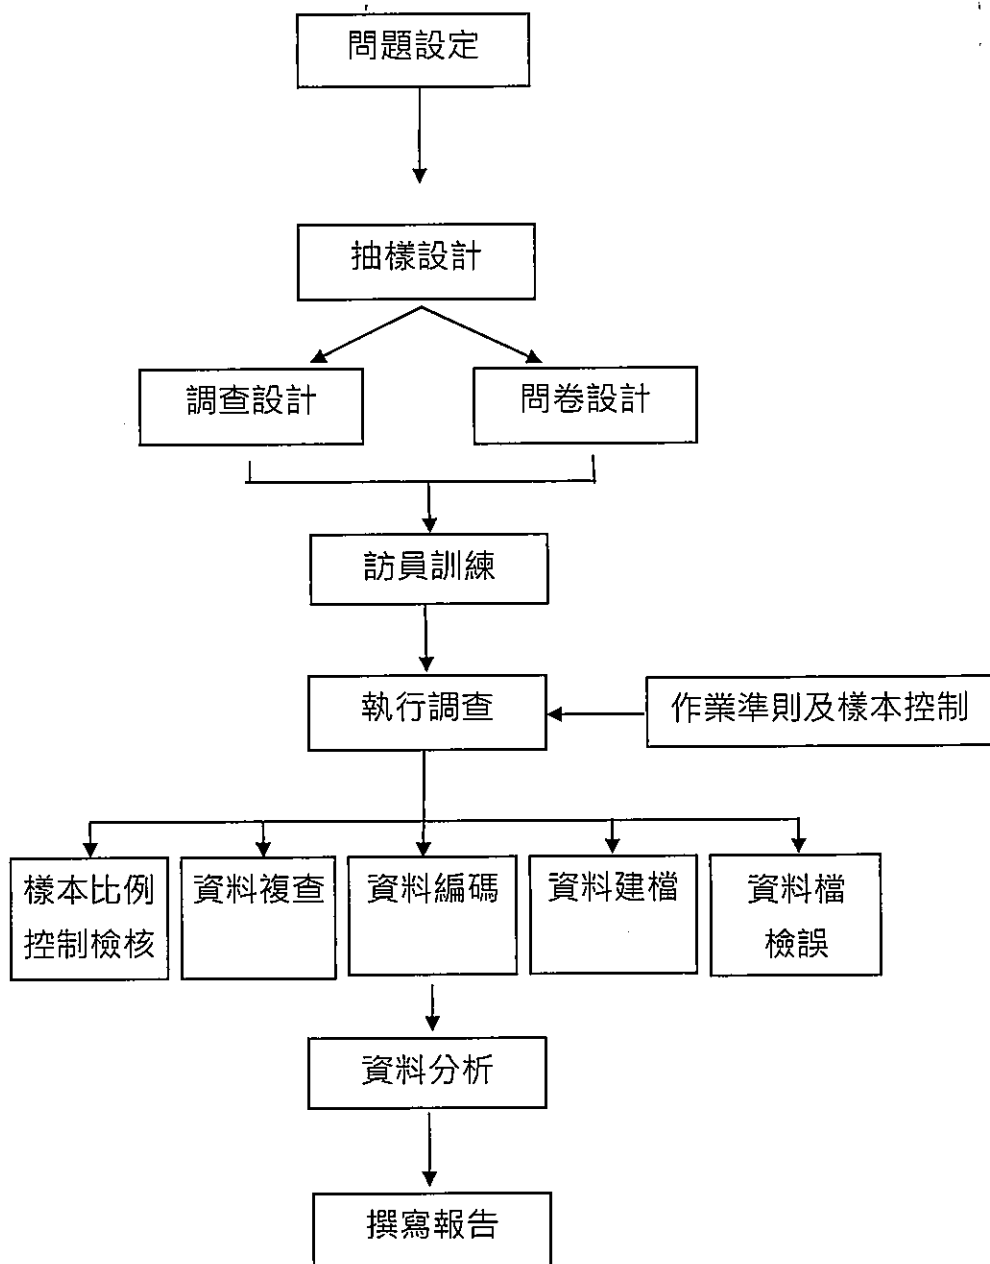 問題設定
抽樣設計
調查設計
問卷設計
訪員訓練
執行調查
作業準則及樣本控制
樣本比例
控制檢核
資料複查
資料編碼
資料建檔
資料檔
檢誤
資料分析
撰寫報告